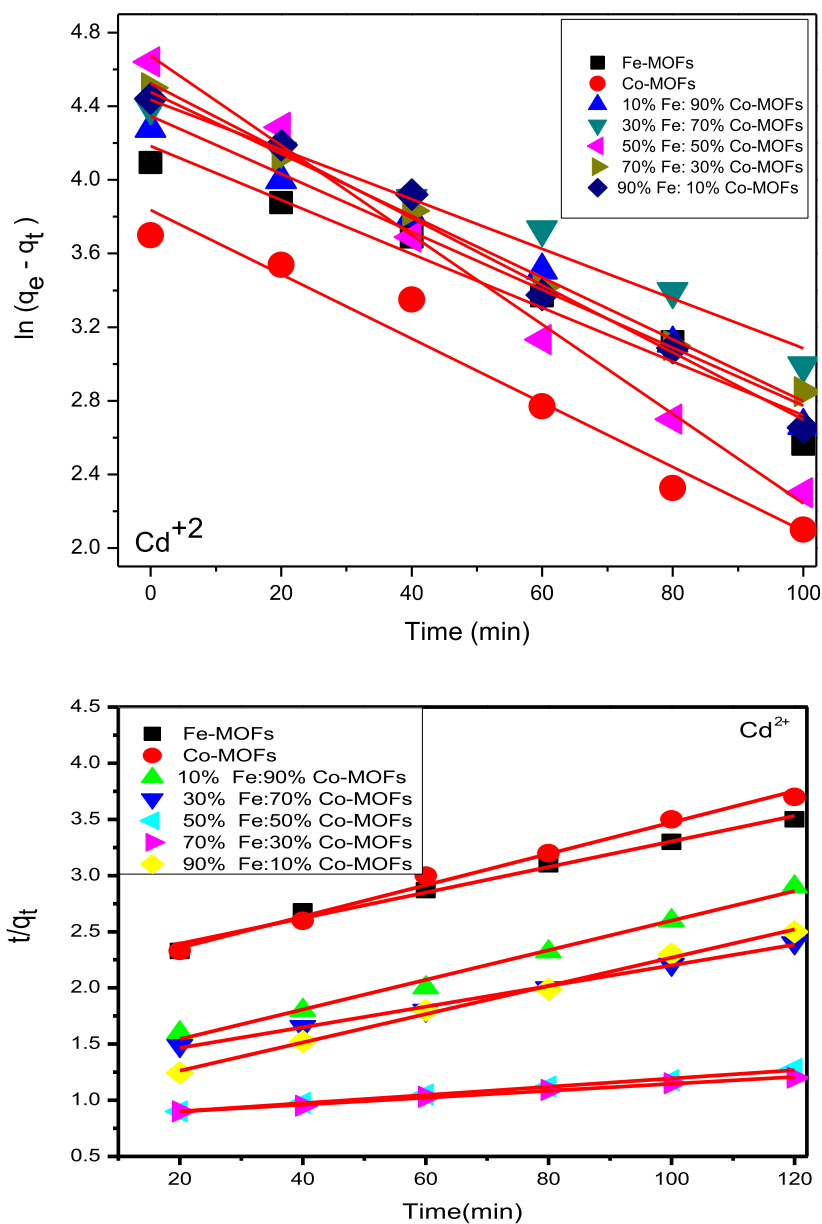 4.8
4.4
4.0
3.6
3.2
2.8
2.4
2.0
ln (qe - qt)
Fe-MOFs
Co-MOFs
10% Fe: 90% Co-MOFs
30% Fe: 70% Co-MOFs
50% Fe: 50% Co-MOFs
70% Fe: 30% Co-MOFs
90% Fe: 10% Co-MOFs
Cd+2
0 20 40 60 80 100
Time (min)
4.5
4.0
3.5
3.0
2.5
2.0
1.5
1.0
0.5
t/qt
Fe-MOFs
Co-MOFs
10% Fe:90% Co-MOFs
30% Fe:70% Co-MOFs
50% Fe:50% Co-MOFs
70% Fe:30% Co-MOFs
90% Fe:10% Co-MOFs
Cd2+
20 40 60 80 100 120
Time(min)